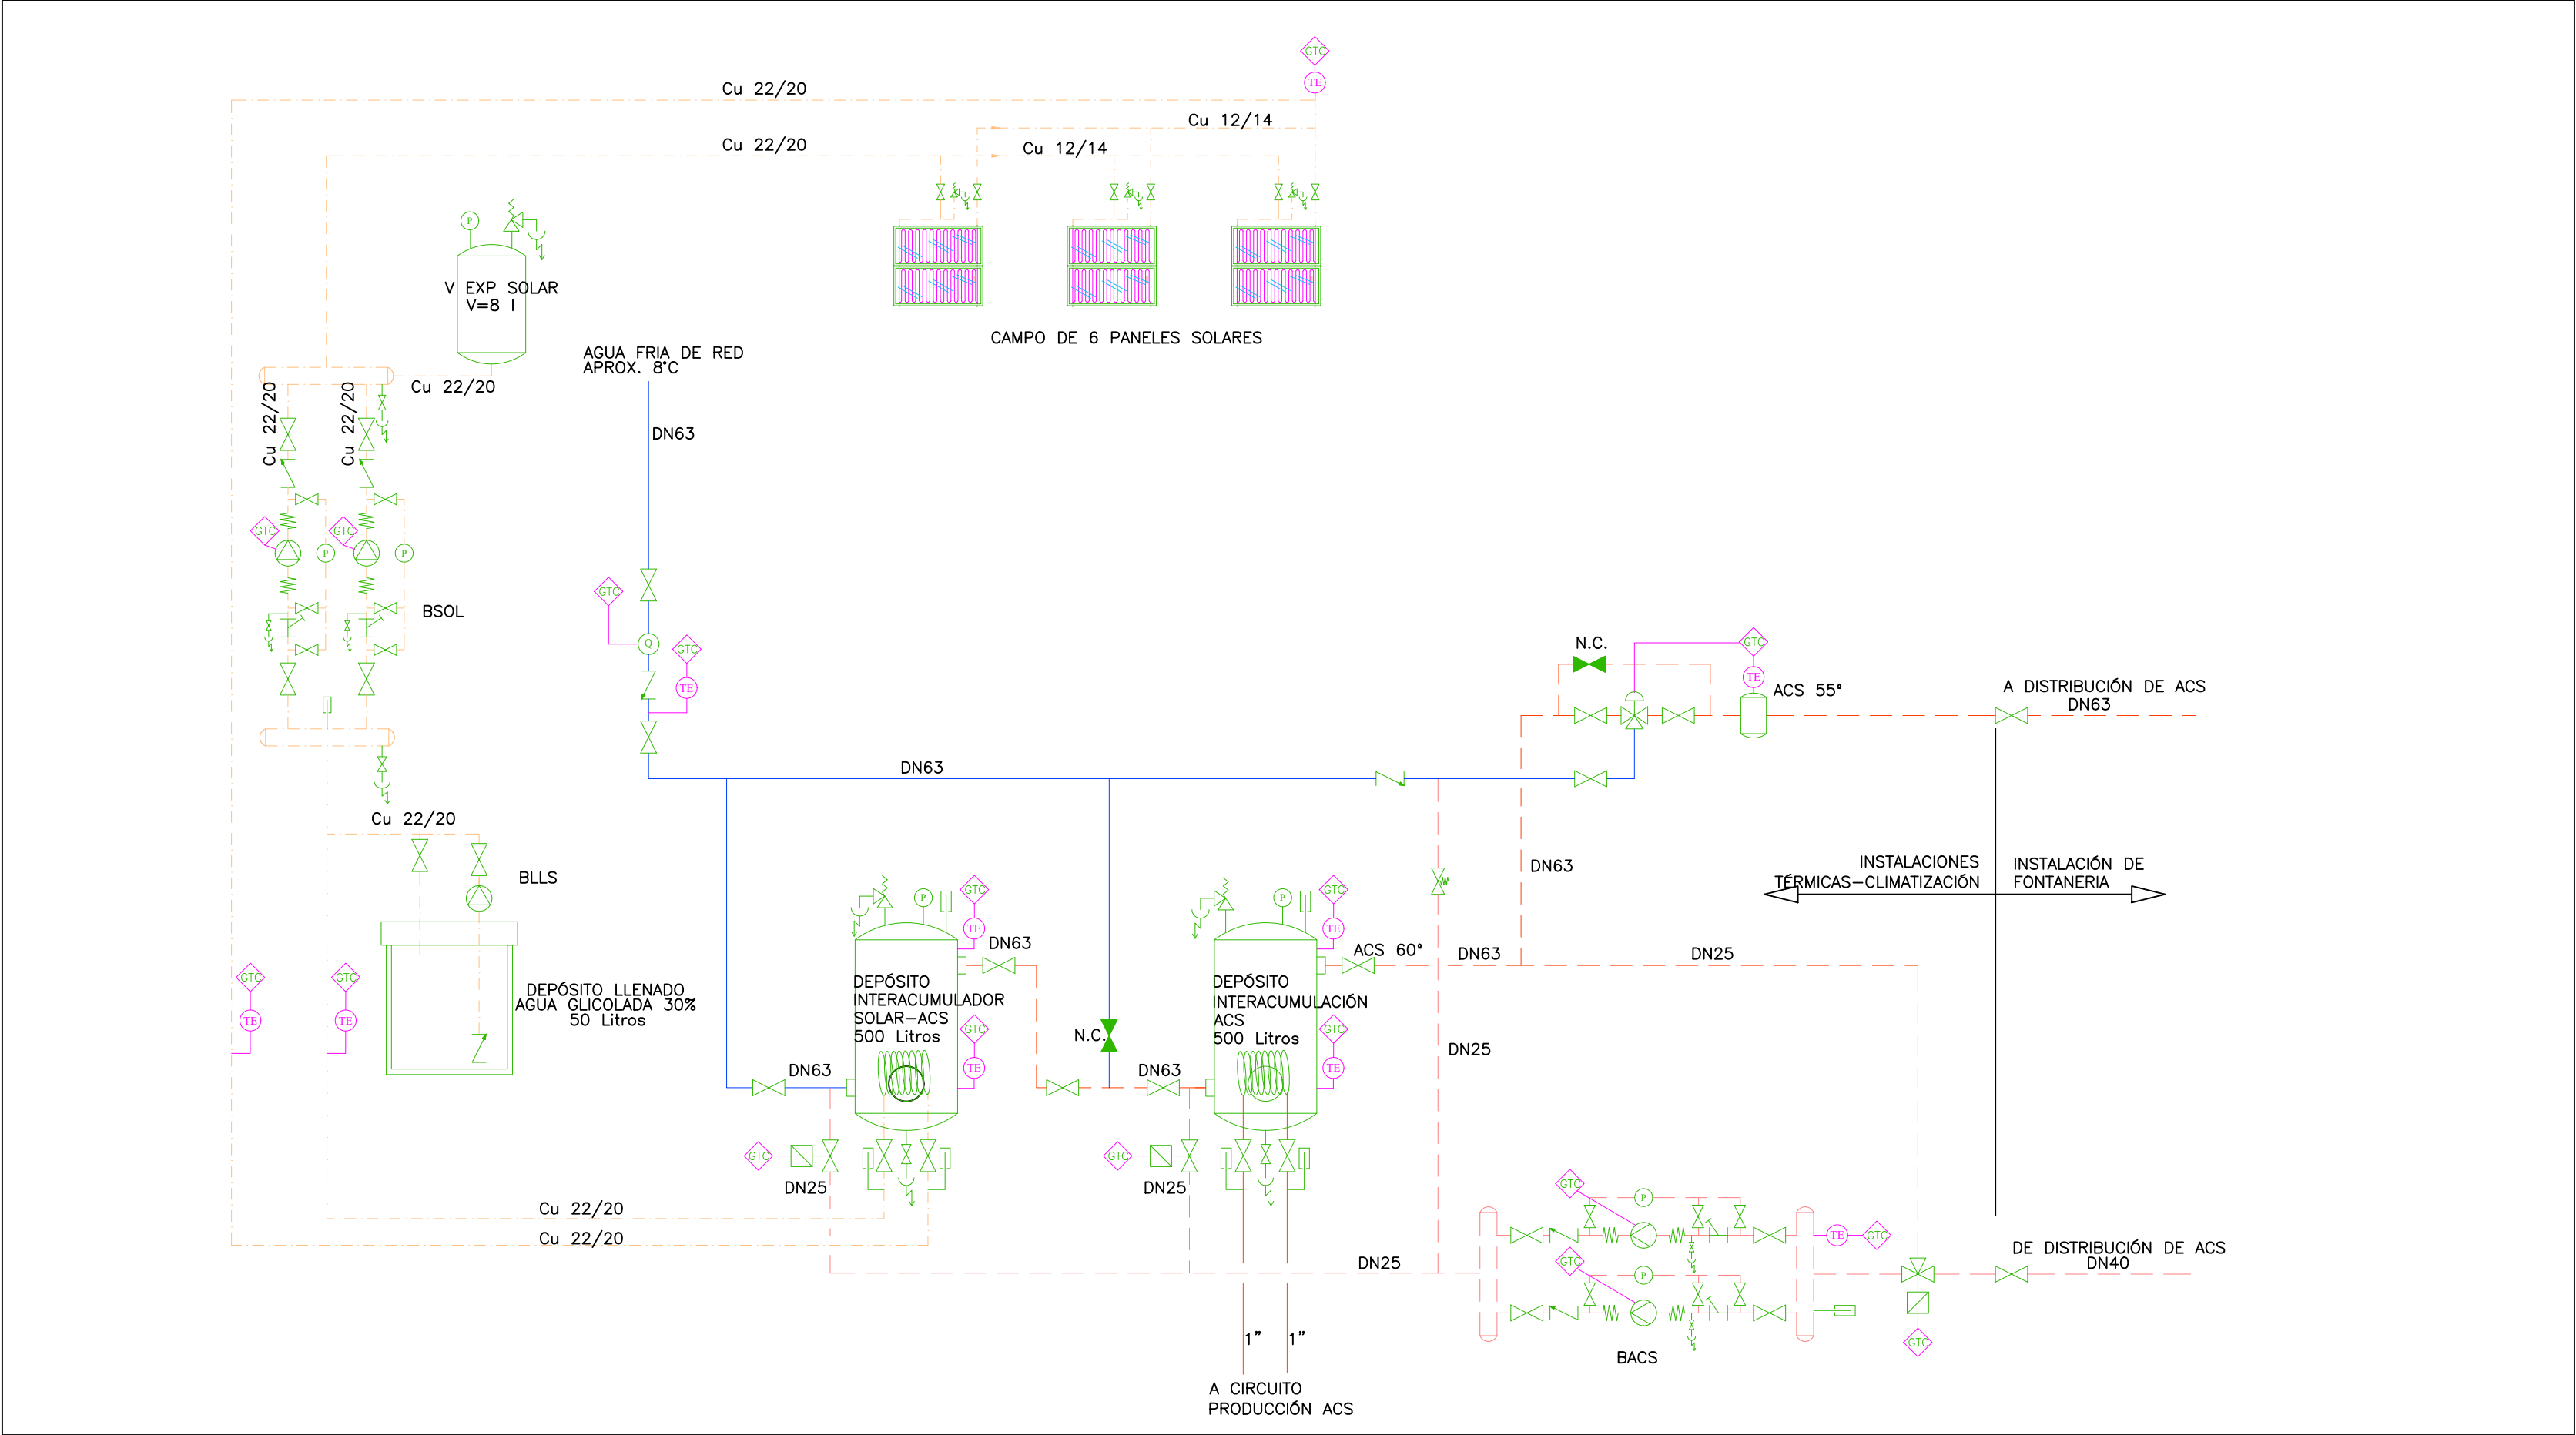 GTC
TE
Cu 22/20
Cu 12/14
Cu 22/20
Cu 12/14
P
V EXP SOLAR
V=8 l
CAMPO DE 6 PANELES SOLARES
AGUA FRIA DE RED
APROX. 8°C
Cu 22/20
Cu 22/20
Cu 22/20
DN63
GTC
GTC
P
P
BSOL
GTC
Q
GTC
TE
N.C.
GTC
TE
ACS 55ª
A DISTRIBUCIÓN DE ACS
DN63
DN63
Cu 22/20
BLLS
DN63
INSTALACIONES
TÉRMICAS-CLIMATIZACIÓN
INSTALACIÓN DE
FONTANERIA
P
GTC
TE
DN63
P
GTC
TE
ACS 60ª
DN63
DN25
GTC
TE
GTC
TE
DEPÓSITO LLENADO
AGUA GLICOLADA 30%
50 Litros
DEPÓSITO
INTERACUMULADOR
SOLAR-ACS
500 Litros
GTC
TE
N.C.
DEPÓSITO
INTERACUMULACIÓN
ACS
500 Litros
GTC
TE
DN25
DN63
DN63
GTC
DN25
GTC
DN25
Cu 22/20
Cu 22/20
GTC
P
TE
GTC
DN25
GTC
P
DE DISTRIBUCIÓN DE ACS
DN40
GTC
BACS
1"
1"
A CIRCUITO
PRODUCCIÓN ACS